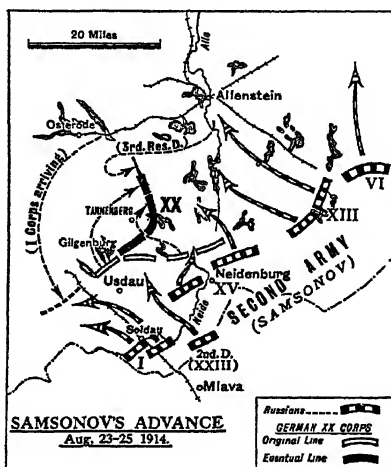 20 Miles
Alle
Allenstein
Osterode
(3rd. Res. D.)
VI
(I Corps arriving)
TANNENBERG
XX
XIII
Gilgenburg
Usdau
Neidenburg
XV
SECOND ARMY
(SAMSONOV)
Neide
Soldau
I
2nd. D.
(XXIII)
Mlava
SAMSONOV'S ADVANCE
Aug. 23-25 1914.
Russians
GERMAN XX CORPS
Original Line
Eventual Line